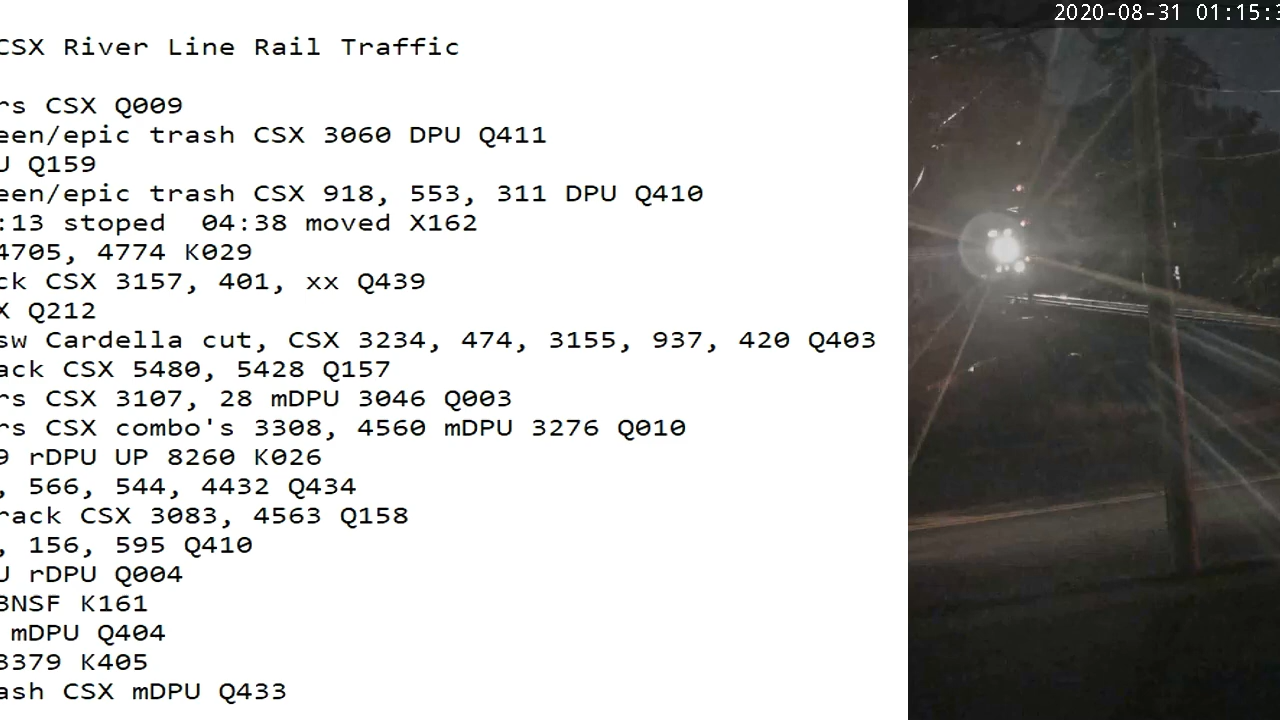 CSX River Line Rail Traffic
rs CSX Q009
een/epic trash CSX 3060 DPU Q411
U Q159
een/epic trash CSX 918, 553, 311 DPU Q410
:13 stoped  04:38 moved X162
4705, 4774 K029
ck CSX 3157, 401, xx Q439
X Q212
sw Cardella cut, CSX 3234, 474, 3155, 937, 420 Q403
ack CSX 5480, 5428 Q157
rs CSX 3107, 28 mDPU 3046 Q003
rs CSX combo's 3308, 4560 mDPU 3276 Q010
9 rDPU UP 8260 K026
, 566, 544, 4432 Q434
rack CSX 3083, 4563 Q158
, 156, 595 Q410
U rDPU Q004
BNSF K161
mDPU Q404
8379 K405
ash CSX mDPU Q433
2020-08-31 01:15:3